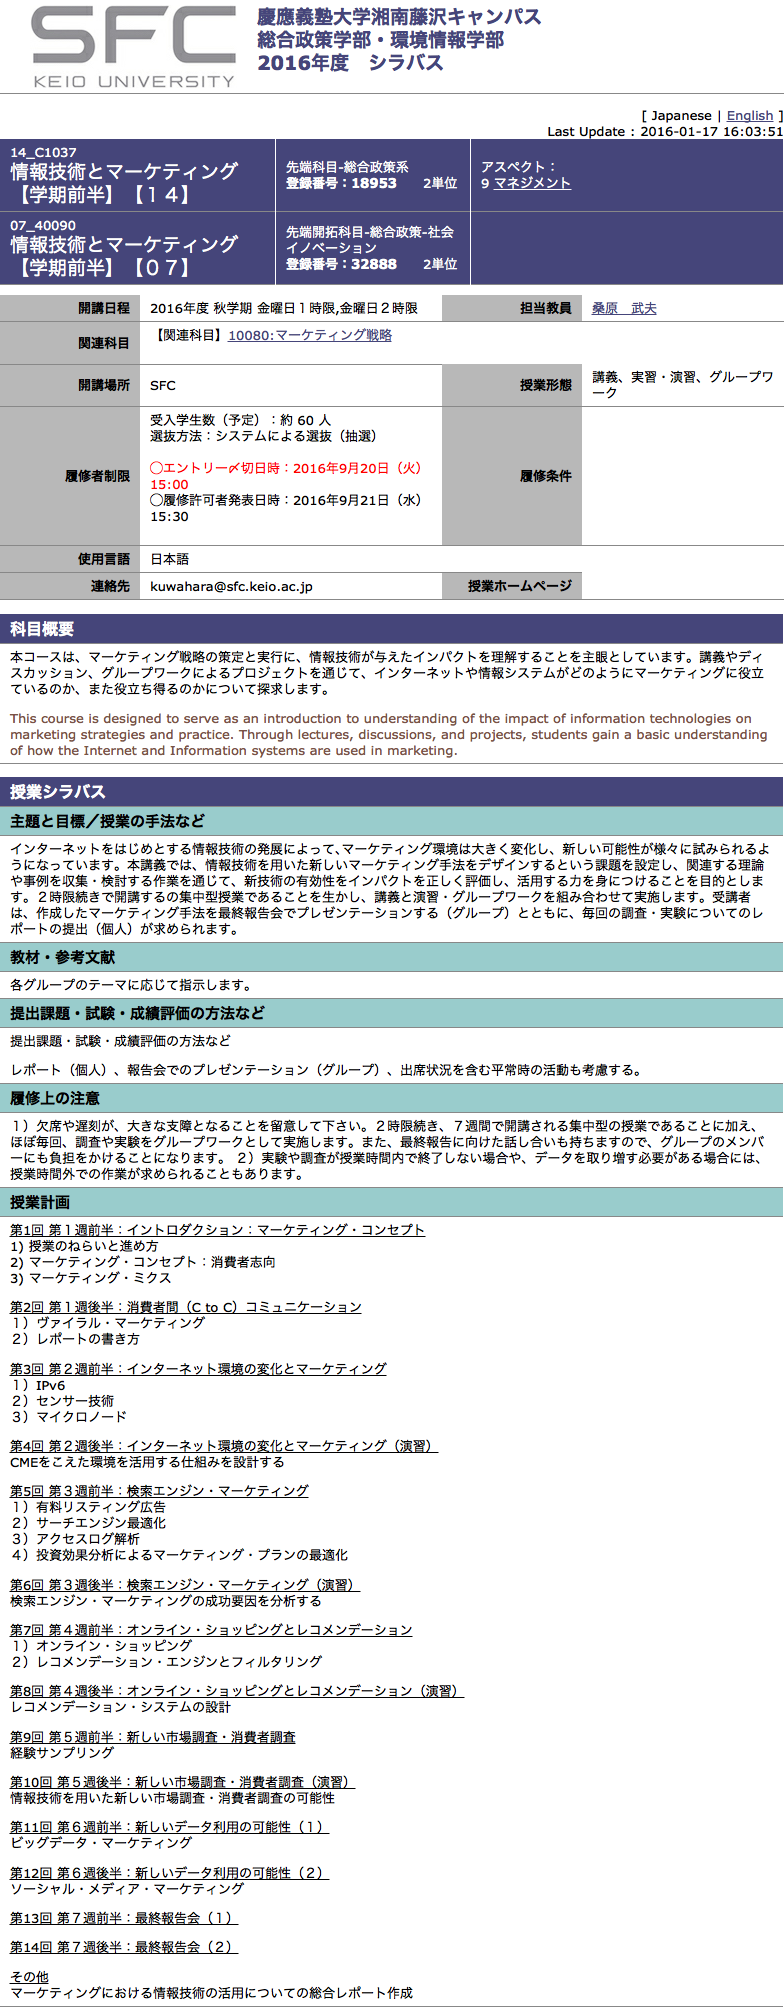 SFC
KEIO UNIVERSITY
慶應義塾大学湘南藤沢キャンパス
総合政策学部・環境情報学部
2016年度　シラバス
[ Japanese | English ]
Last Update : 2016-01-17 16:03:51
14_C1037
情報技術とマーケティング
【学期前半】【１４】
先端科目-総合政策系
登録番号：18953　　2単位
アスペクト：
9 マネジメント
07_40090
情報技術とマーケティング
【学期前半】【０７】
先端開拓科目-総合政策-社会
イノベーション
登録番号：32888　　2単位
開講日程
2016年度 秋学期 金曜日１時限,金曜日２時限
担当教員
桑原　武夫
関連科目
【関連科目】10080:マーケティング戦略
開講場所
SFC
授業形態
講義、実習・演習、グループワ
ーク
履修者制限
受入学生数（予定）：約 60 人
選抜方法：システムによる選抜（抽選）
◯エントリー〆切日時：2016年9月20日（火）
15:00
◯履修許可者発表日時：2016年9月21日（水）
15:30
履修条件
使用言語
日本語
連絡先
kuwahara@sfc.keio.ac.jp
授業ホームページ
科目概要
本コースは、マーケティング戦略の策定と実行に、情報技術が与えたインパクトを理解することを主眼としています。講義やディ
スカッション、グループワークによるプロジェクトを通じて、インターネットや情報システムがどのようにマーケティングに役立
ているのか、また役立ち得るのかについて探求します。
This course is designed to serve as an introduction to understanding of the impact of information technologies on
marketing strategies and practice. Through lectures, discussions, and projects, students gain a basic understanding
of how the Internet and Information systems are used in marketing.
授業シラバス
主題と目標／授業の手法など
インターネットをはじめとする情報技術の発展によって、マーケティング環境は大きく変化し、新しい可能性が様々に試みられるよ
うになっています。本講義では、情報技術を用いた新しいマーケティング手法をデザインするという課題を設定し、関連する理論
や事例を収集・検討する作業を通じて、新技術の有効性をインパクトを正しく評価し、活用する力を身につけることを目的としま
す。２時限続きで開講するの集中型授業であることを生かし、講義と演習・グループワークを組み合わせて実施します。受講者
は、作成したマーケティング手法を最終報告会でプレゼンテーションする（グループ）とともに、毎回の調査・実験についてのレ
ポートの提出（個人）が求められます。
教材・参考文献
各グループのテーマに応じて指示します。
提出課題・試験・成績評価の方法など
提出課題・試験・成績評価の方法など
レポート（個人）、報告会でのプレゼンテーション（グループ）、出席状況を含む平常時の活動も考慮する。
履修上の注意
１）欠席や遅刻が、大きな支障となることを留意して下さい。２時限続き、７週間で開講される集中型の授業であることに加え、
ほぼ毎回、調査や実験をグループワークとして実施します。また、最終報告に向けた話し合いも持ちますので、グループのメンバ
ーにも負担をかけることになります。 ２）実験や調査が授業時間内で終了しない場合や、データを取り増す必要がある場合には、
授業時間外での作業が求められることもあります。
授業計画
第1回 第１週前半：イントロダクション：マーケティング・コンセプト
1) 授業のねらいと進め方
2) マーケティング・コンセプト：消費者志向
3) マーケティング・ミクス
第2回 第１週後半：消費者間（C to C）コミュニケーション
１）ヴァイラル・マーケティング
２）レポートの書き方
第3回 第２週前半：インターネット環境の変化とマーケティング
１）IPv6
２）センサー技術
３）マイクロノード
第4回 第２週後半：インターネット環境の変化とマーケティング（演習）
CMEをこえた環境を活用する仕組みを設計する
第5回 第３週前半：検索エンジン・マーケティング
１）有料リスティング広告
２）サーチエンジン最適化
３）アクセスログ解析
４）投資効果分析によるマーケティング・プランの最適化
第6回 第３週後半：検索エンジン・マーケティング（演習）
検索エンジン・マーケティングの成功要因を分析する
第7回 第４週前半：オンライン・ショッピングとレコメンデーション
１）オンライン・ショッピング
２）レコメンデーション・エンジンとフィルタリング
第8回 第４週後半：オンライン・ショッピングとレコメンデーション（演習）
レコメンデーション・システムの設計
第9回 第５週前半：新しい市場調査・消費者調査
経験サンプリング
第10回 第５週後半：新しい市場調査・消費者調査（演習）
情報技術を用いた新しい市場調査・消費者調査の可能性
第11回 第６週前半：新しいデータ利用の可能性（１）
ビッグデータ・マーケティング
第12回 第６週後半：新しいデータ利用の可能性（２）
ソーシャル・メディア・マーケティング
第13回 第７週前半：最終報告会（１）
第14回 第７週後半：最終報告会（２）
その他
マーケティングにおける情報技術の活用についての総合レポート作成